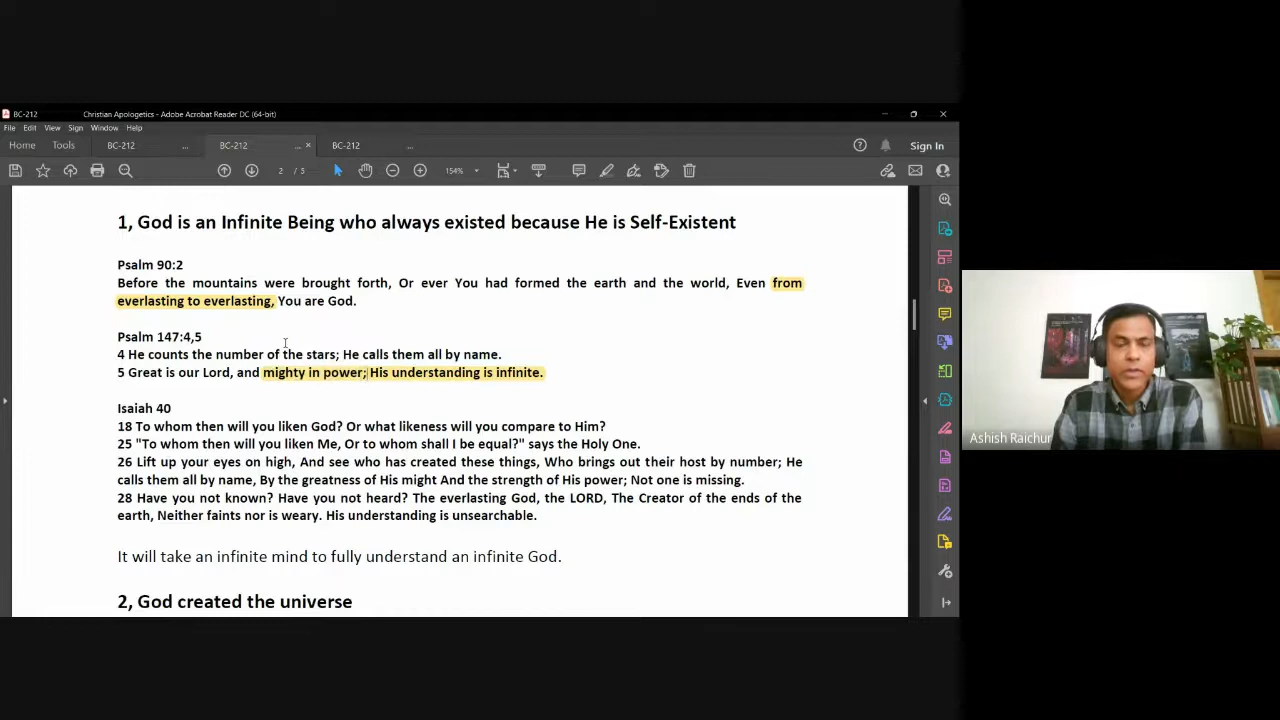 BC-212 Christian Apologetics - Adobe Acrobat Reader DC (64-bit)
File Edit View Sign Window Help
Home Tools BC-212 ... BC-212 ... × BC-212 ... Sign In
2 / 5 154%
1, God is an Infinite Being who always existed because He is Self-Existent
Psalm 90:2
Before the mountains were brought forth, Or ever You had formed the earth and the world, Even from
everlasting to everlasting, You are God.
Psalm 147:4,5
4 He counts the number of the stars; He calls them all by name.
5 Great is our Lord, and mighty in power; His understanding is infinite.
Isaiah 40
18 To whom then will you liken God? Or what likeness will you compare to Him?
25 "To whom then will you liken Me, Or to whom shall I be equal?" says the Holy One.
26 Lift up your eyes on high, And see who has created these things, Who brings out their host by number; He
calls them all by name, By the greatness of His might And the strength of His power; Not one is missing.
28 Have you not known? Have you not heard? The everlasting God, the LORD, The Creator of the ends of the
earth, Neither faints nor is weary. His understanding is unsearchable.
It will take an infinite mind to fully understand an infinite God.
2, God created the universe
Ashish Raichur